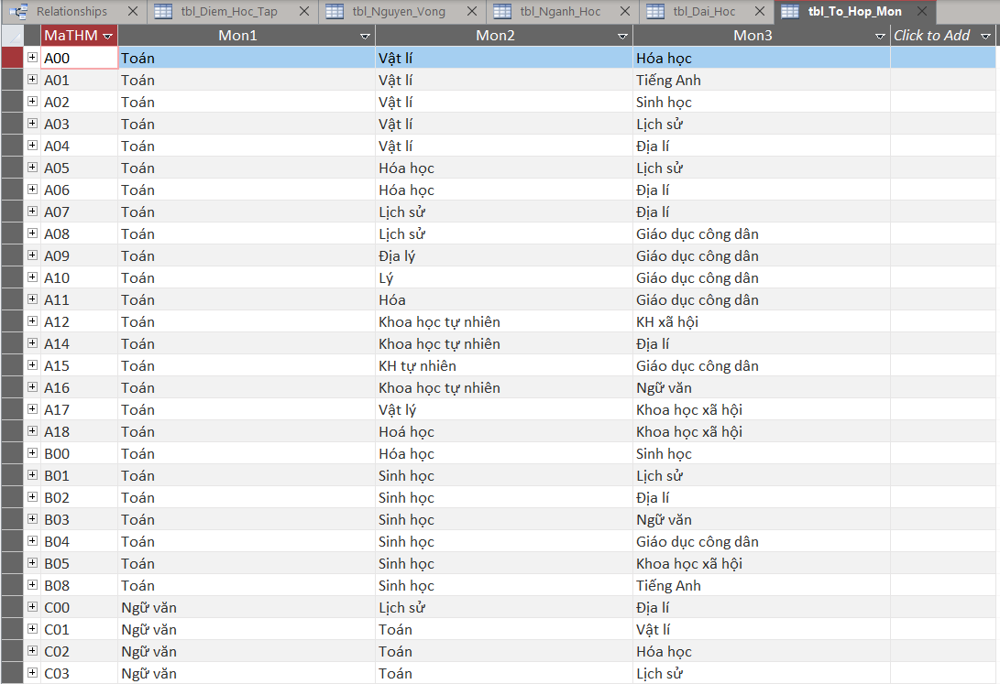 Relationships tbl_Diem_Hoc_Tap tbl_Nguyen_Vong tbl_Nganh_Hoc tbl_Dai_Hoc tbl_To_Hop_Mon
MaTHM Mon1 Mon2 Mon3 Click to Add
A00 Toán Vật lí Hóa học
A01 Toán Vật lí Tiếng Anh
A02 Toán Vật lí Sinh học
A03 Toán Vật lí Lịch sử
A04 Toán Vật lí Địa lí
A05 Toán Hóa học Lịch sử
A06 Toán Hóa học Địa lí
A07 Toán Lịch sử Địa lí
A08 Toán Lịch sử Giáo dục công dân
A09 Toán Địa lý Giáo dục công dân
A10 Toán Lý Giáo dục công dân
A11 Toán Hóa Giáo dục công dân
A12 Toán Khoa học tự nhiên KH xã hội
A14 Toán Khoa học tự nhiên Địa lí
A15 Toán KH tự nhiên Giáo dục công dân
A16 Toán Khoa học tự nhiên Ngữ văn
A17 Toán Vật lý Khoa học xã hội
A18 Toán Hoá học Khoa học xã hội
B00 Toán Hóa học Sinh học
B01 Toán Sinh học Lịch sử
B02 Toán Sinh học Địa lí
B03 Toán Sinh học Ngữ văn
B04 Toán Sinh học Giáo dục công dân
B05 Toán Sinh học Khoa học xã hội
B08 Toán Sinh học Tiếng Anh
C00 Ngữ văn Lịch sử Địa lí
C01 Ngữ văn Toán Vật lí
C02 Ngữ văn Toán Hóa học
C03 Ngữ văn Toán Lịch sử